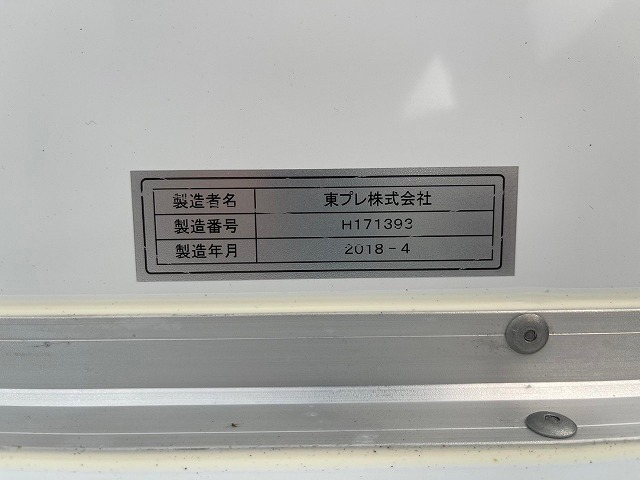 製造者名 東プレ株式会社
製造番号 H171393
製造年月 2018-4